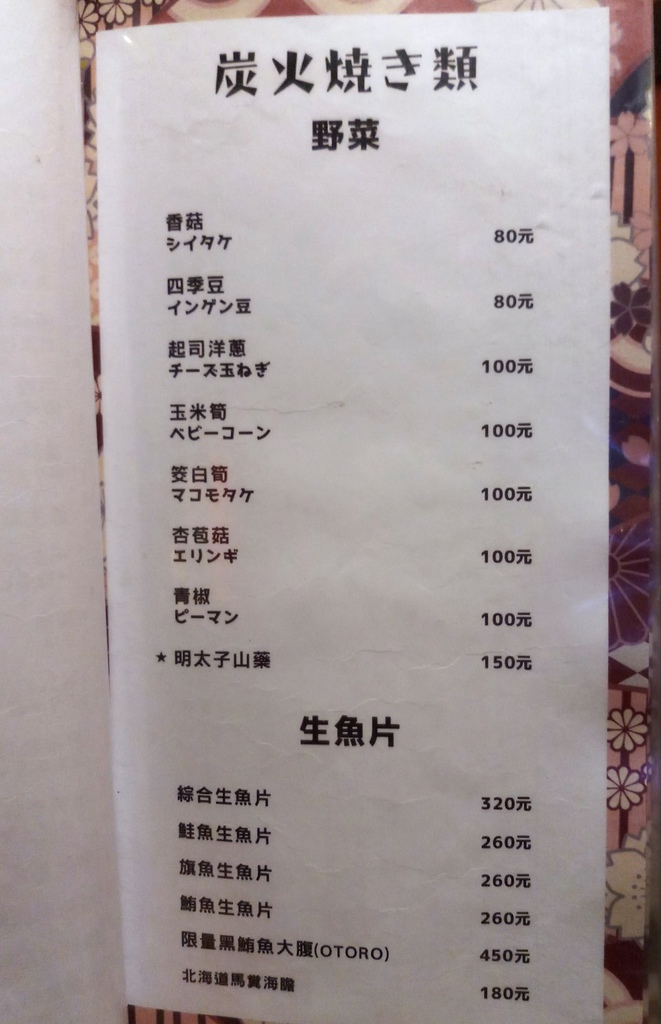 炭火焼き類
野菜
香菇
シイタケ
80元
四季豆
インゲン豆
80元
起司洋蔥
チーズ玉ねぎ
100元
玉米筍
ベビーコーン
100元
筊白筍
マコモタケ
100元
杏苞菇
エリンギ
100元
青椒
ピーマン
100元
★ 明太子山藥 150元
生魚片
綜合生魚片 320元
鮭魚生魚片 260元
旗魚生魚片 260元
鮪魚生魚片 260元
限量黑鮪魚大腹(OTORO) 450元
北海道馬糞海膽 180元